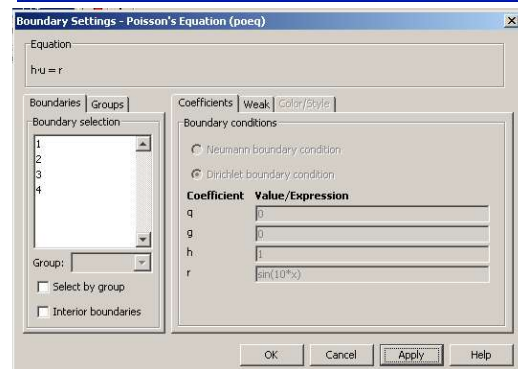 Boundary Settings - Poisson's Equation (poeq)
Equation
h·u = r
Boundaries Groups
Boundary selection
1
2
3
4
Group:
Select by group
Interior boundaries
Coefficients Weak Color/Style
Boundary conditions
Neumann boundary condition
Dirichlet boundary condition
Coefficient Value/Expression
q 0
g 0
h 1
r sin(10*x)
OK Cancel Apply Help